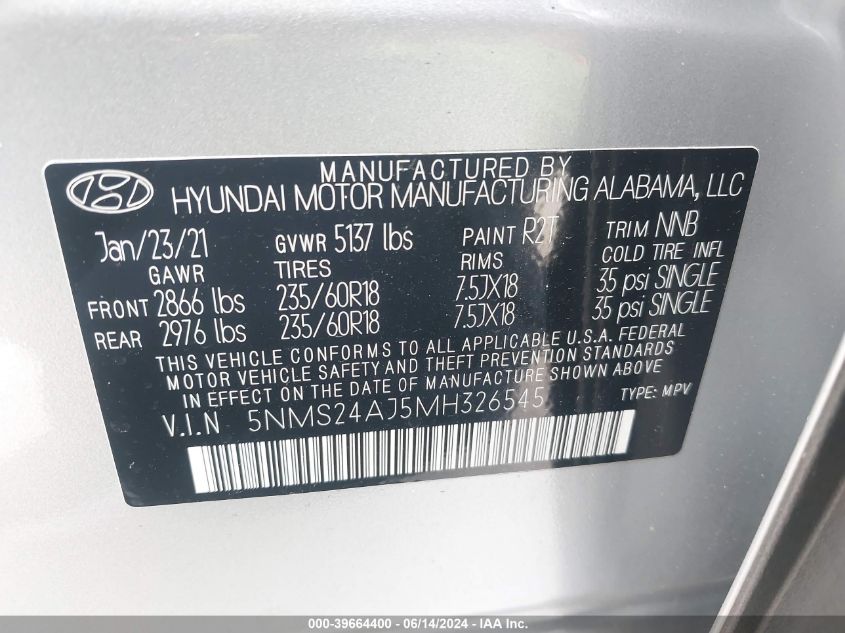 MANUFACTURED BY
HYUNDAI MOTOR MANUFACTURING ALABAMA, LLC
Jan/23/21 GVWR 5137 lbs PAINT R2T TRIM NNB
GAWR TIRES RIMS COLD TIRE INFL
FRONT 2866 lbs 235/60R18 7.5JX18 35 psi SINGLE
REAR 2976 lbs 235/60R18 7.5JX18 35 psi SINGLE
THIS VEHICLE CONFORMS TO ALL APPLICABLE U.S.A. FEDERAL
MOTOR VEHICLE SAFETY AND THEFT PREVENTION STANDARDS
IN EFFECT ON THE DATE OF MANUFACTURE SHOWN ABOVE.
V.I.N 5NMS24AJ5MH326545 TYPE: MPV
000-39664400 - 06/14/2024 - IAA Inc.